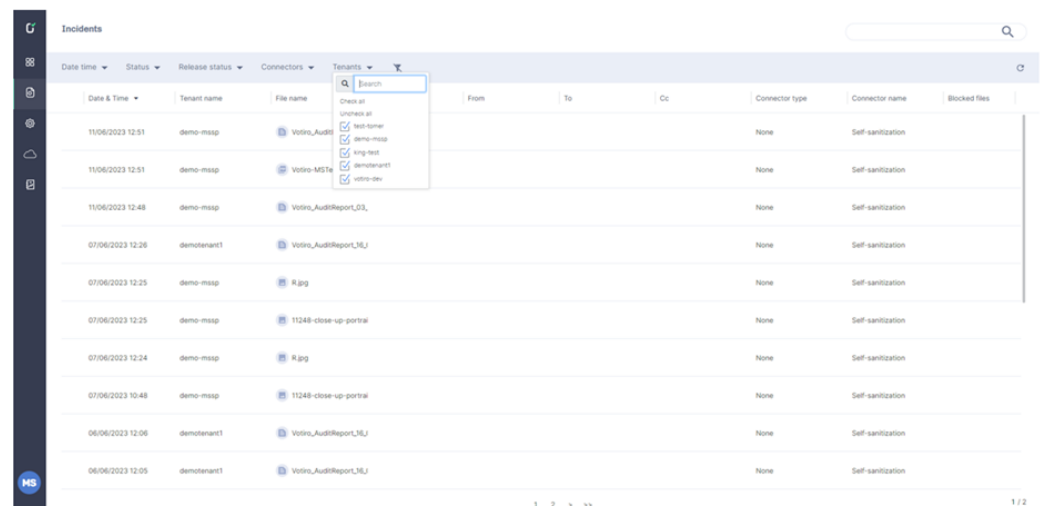 Incidents
Date time Status Release status Connectors Tenants
Search
Check all
Uncheck all
test-tomer
demo-mssp
king-test
demotenant1
votiro-dev
Date & Time Tenant name File name From To Cc Connector type Connector name Blocked files
11/06/2023 12:51 demo-mssp Votiro_Audit None Self-sanitization
11/06/2023 12:51 demo-mssp Votiro-MSTe None Self-sanitization
11/06/2023 12:48 demo-mssp Votiro_AuditReport_03_ None Self-sanitization
07/06/2023 12:26 demotenant1 Votiro_AuditReport_16_( None Self-sanitization
07/06/2023 12:25 demo-mssp R.jpg None Self-sanitization
07/06/2023 12:25 demo-mssp 11248-close-up-portrai None Self-sanitization
07/06/2023 12:24 demo-mssp R.jpg None Self-sanitization
07/06/2023 10:48 demo-mssp 11248-close-up-portrai None Self-sanitization
06/06/2023 12:06 demotenant1 Votiro_AuditReport_16_( None Self-sanitization
06/06/2023 12:05 demotenant1 Votiro_AuditReport_16_( None Self-sanitization
MS
1 2 > >>
1 / 2